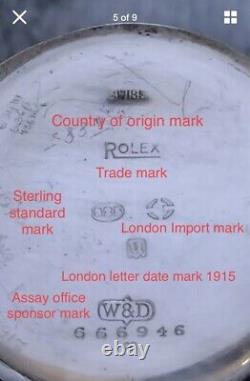 5 of 9
SWISS
Country of origin mark
ROLEX
Trade mark
Sterling
standard
mark
London Import mark
London letter date mark 1915
Assay office
sponsor mark
W&D
666946